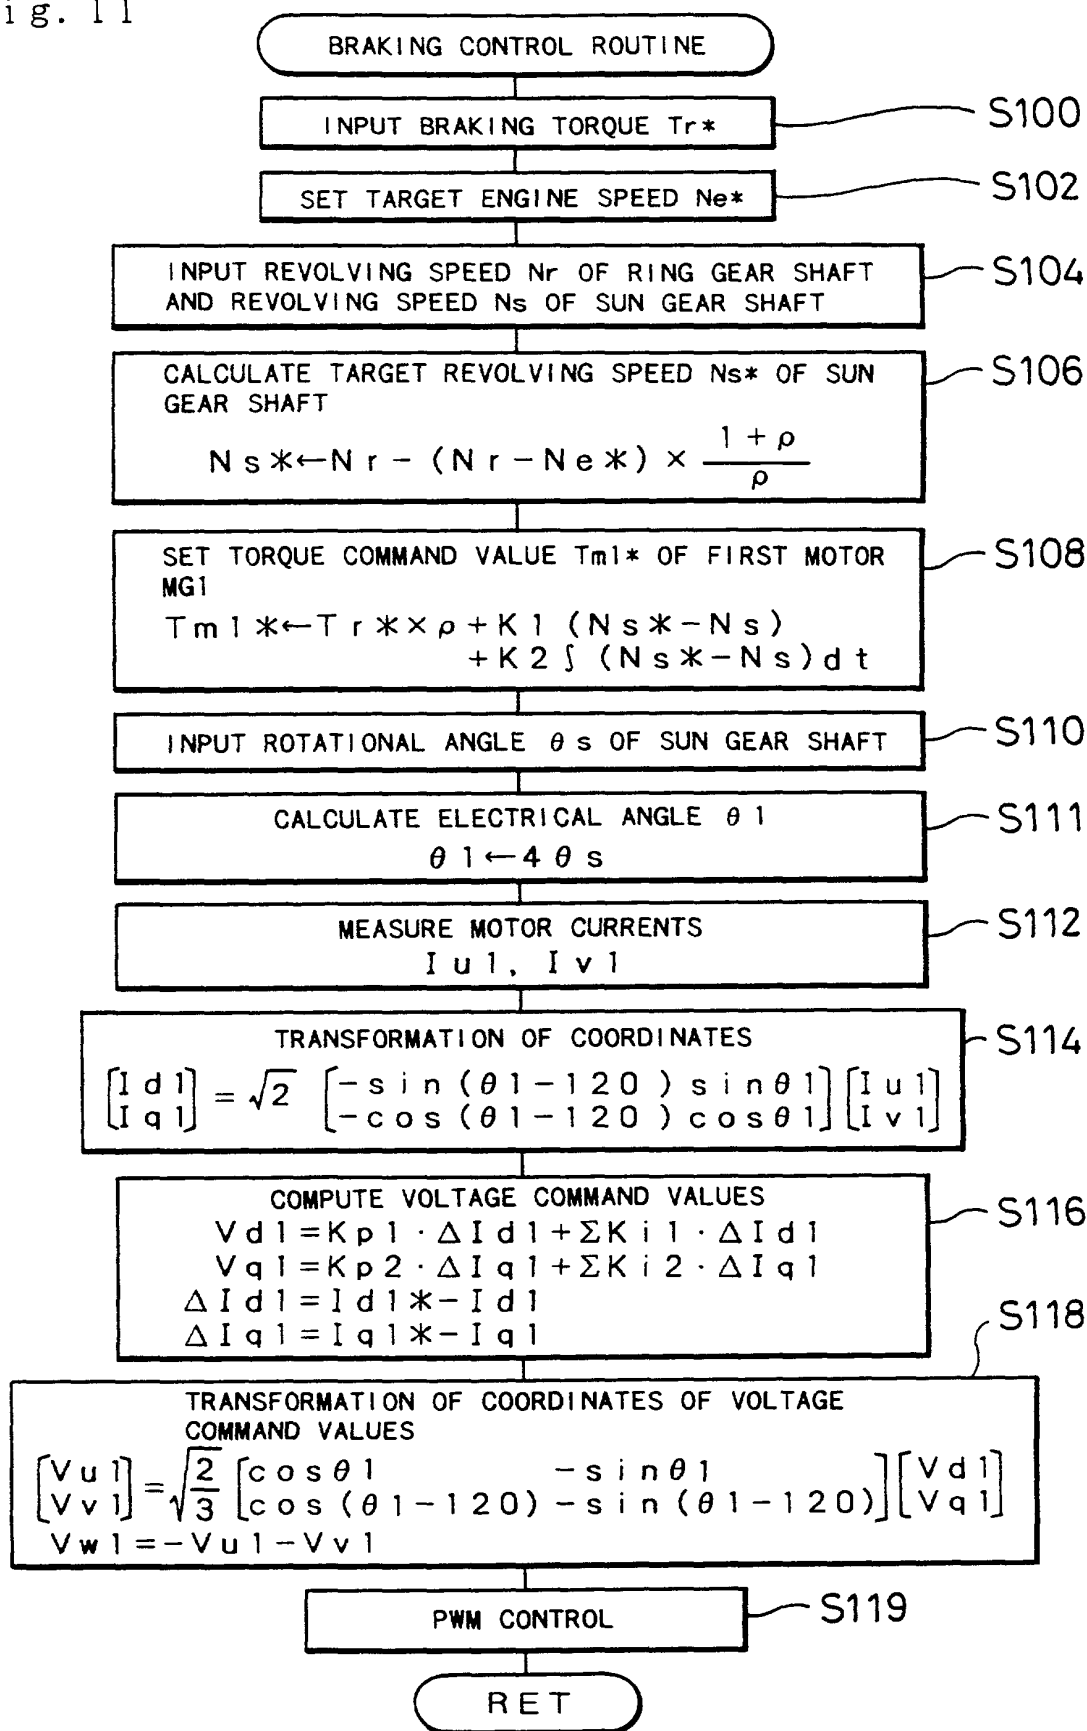 ig. 11
BRAKING CONTROL ROUTINE
INPUT BRAKING TORQUE Tr*
S100
SET TARGET ENGINE SPEED Ne*
S102
INPUT REVOLVING SPEED Nr OF RING GEAR SHAFT
AND REVOLVING SPEED Ns OF SUN GEAR SHAFT
S104
CALCULATE TARGET REVOLVING SPEED Ns* OF SUN
GEAR SHAFT
Ns*←Nr-(Nr-Ne*)×(1+ρ)/ρ
S106
SET TORQUE COMMAND VALUE Tm1* OF FIRST MOTOR
MG1
Tm1*←Tr*×ρ+K1(Ns*-Ns)
+K2∫(Ns*-Ns)dt
S108
INPUT ROTATIONAL ANGLE θs OF SUN GEAR SHAFT
S110
CALCULATE ELECTRICAL ANGLE θ1
θ1←4θs
S111
MEASURE MOTOR CURRENTS
Iu1, Iv1
S112
TRANSFORMATION OF COORDINATES
[Id1] = √2 [-sin(θ1-120) sinθ1] [Iu1]
[Iq1] [-cos(θ1-120) cosθ1] [Iv1]
S114
COMPUTE VOLTAGE COMMAND VALUES
Vd1=Kp1·ΔId1+ΣKi1·ΔId1
Vq1=Kp2·ΔIq1+ΣKi2·ΔIq1
ΔId1=Id1*-Id1
ΔIq1=Iq1*-Iq1
S116
TRANSFORMATION OF COORDINATES OF VOLTAGE
COMMAND VALUES
[Vu1] = √(2/3) [cosθ1 -sinθ1] [Vd1]
[Vv1] [cos(θ1-120) -sin(θ1-120)] [Vq1]
Vw1=-Vu1-Vv1
S118
PWM CONTROL
S119
RET